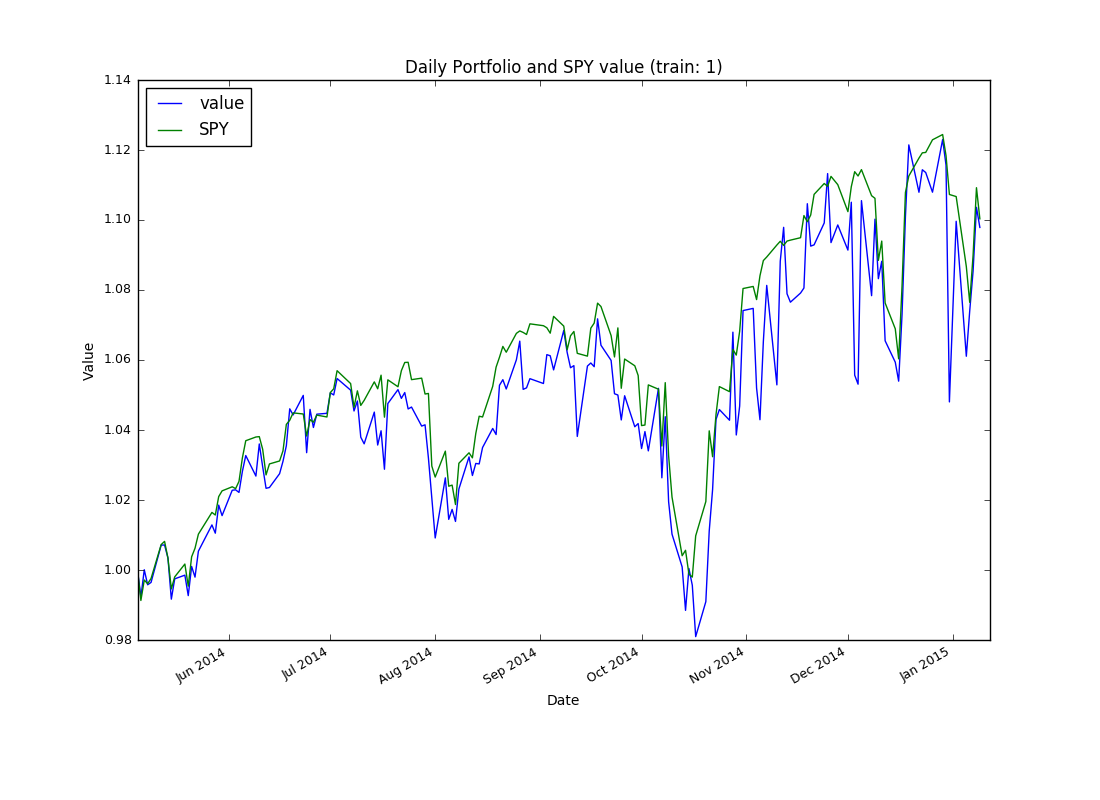 Daily Portfolio and SPY value (train: 1)
1.14
1.12
1.10
1.08
1.06
1.04
1.02
1.00
0.98
Value
value
SPY
Jun 2014
Jul 2014
Aug 2014
Sep 2014
Oct 2014
Nov 2014
Dec 2014
Jan 2015
Date